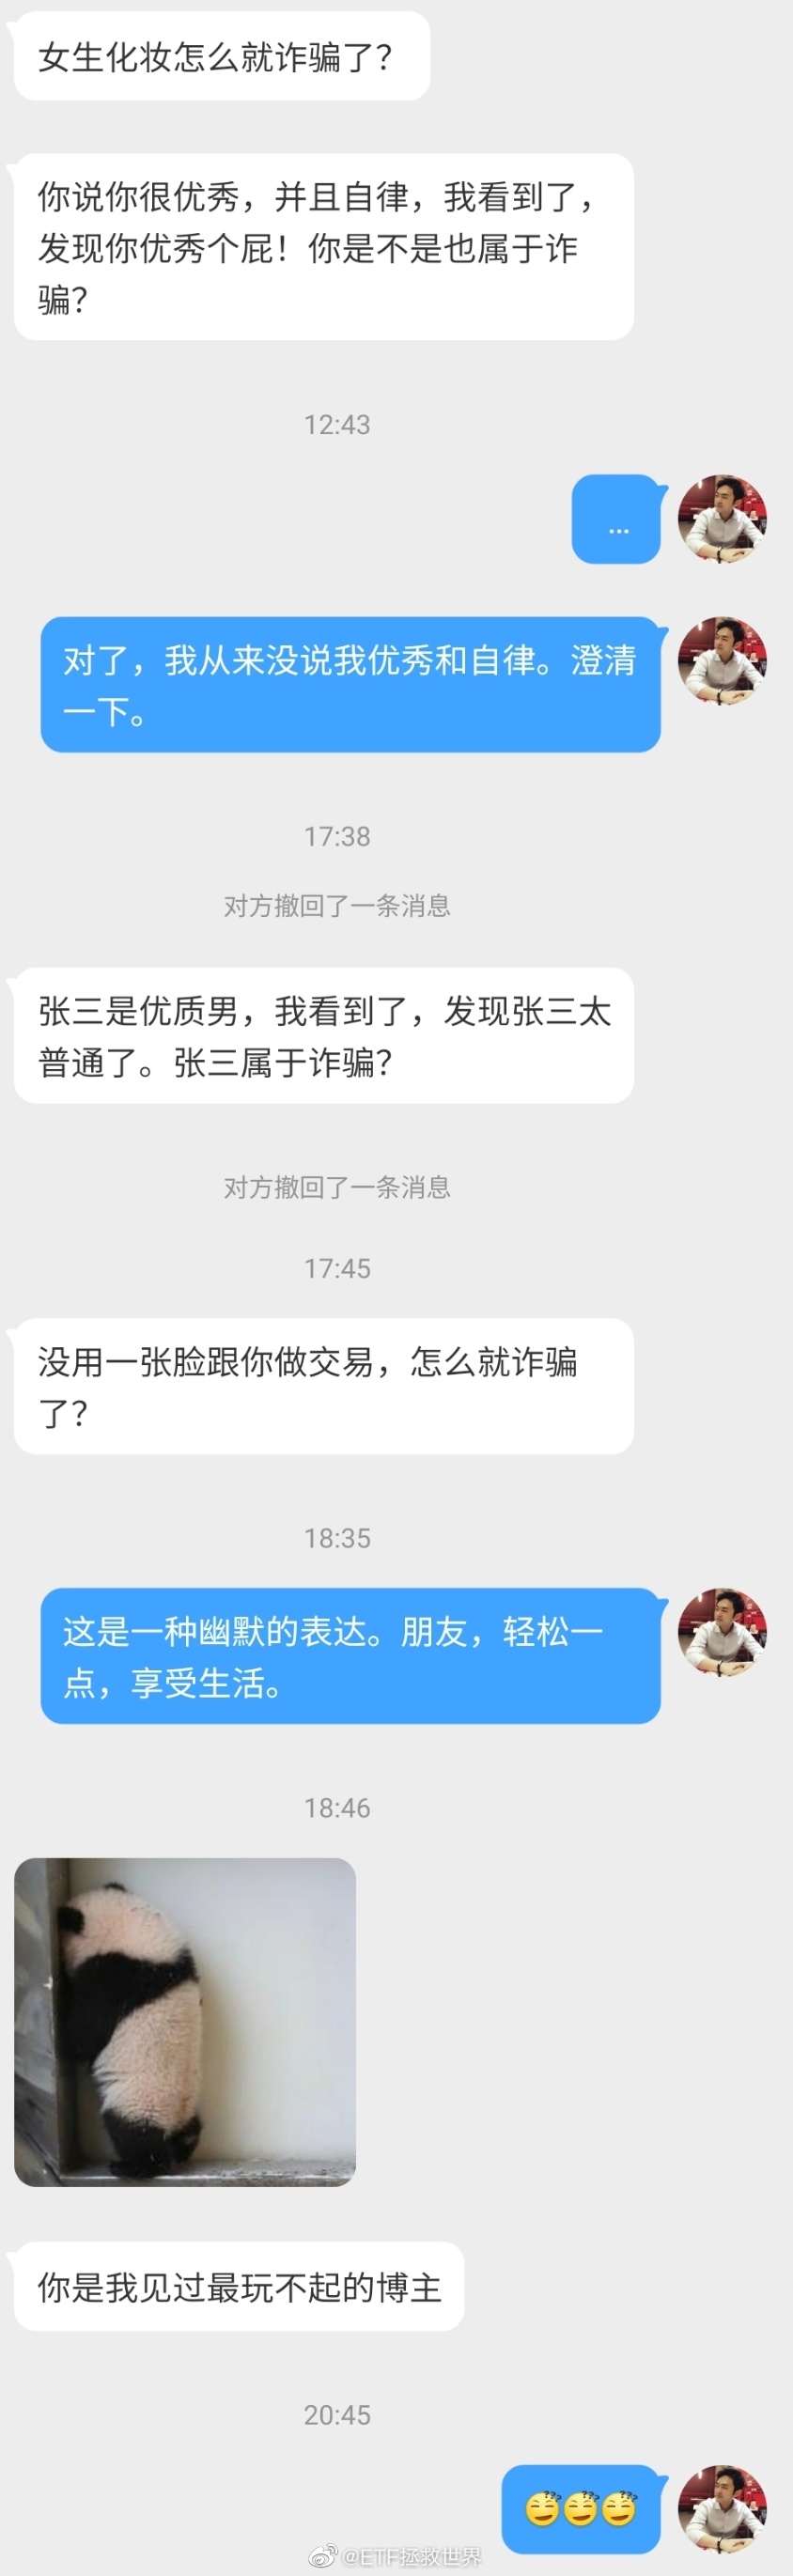 女生化妆怎么就诈骗了？
你说你很优秀，并且自律，我看到了，
发现你优秀个屁！你是不是也属于诈
骗？
12:43
...
对了，我从来没说我优秀和自律。澄清
一下。
17:38
对方撤回了一条消息
张三是优质男，我看到了，发现张三太
普通了。张三属于诈骗？
对方撤回了一条消息
17:45
没用一张脸跟你做交易，怎么就诈骗
了？
18:35
这是一种幽默的表达。朋友，轻松一
点，享受生活。
18:46
你是我见过最玩不起的博主
20:45
@ETF拯救世界